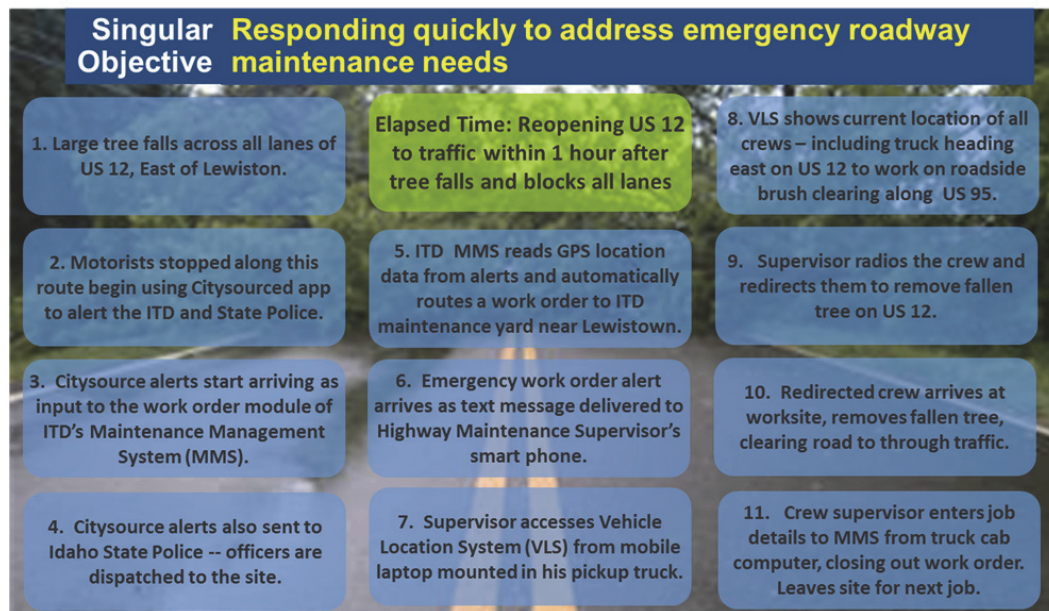 Singular Objective
Responding quickly to address emergency roadway
maintenance needs
1. Large tree falls across all lanes of
US 12, East of Lewiston.
2. Motorists stopped along this
route begin using Citysourced app
to alert the ITD and State Police.
3. Citysource alerts start arriving as
input to the work order module of
ITD's Maintenance Management
System (MMS).
4. Citysource alerts also sent to
Idaho State Police -- officers are
dispatched to the site.
Elapsed Time: Reopening US 12
to traffic within 1 hour after
tree falls and blocks all lanes
5. ITD MMS reads GPS location
data from alerts and automatically
routes a work order to ITD
maintenance yard near Lewistown.
6. Emergency work order alert
arrives as text message delivered to
Highway Maintenance Supervisor's
smart phone.
7. Supervisor accesses Vehicle
Location System (VLS) from mobile
laptop mounted in his pickup truck.
8. VLS shows current location of all
crews – including truck heading
east on US 12 to work on roadside
brush clearing along US 95.
9. Supervisor radios the crew and
redirects them to remove fallen
tree on US 12.
10. Redirected crew arrives at
worksite, removes fallen tree,
clearing road to through traffic.
11. Crew supervisor enters job
details to MMS from truck cab
computer, closing out work order.
Leaves site for next job.